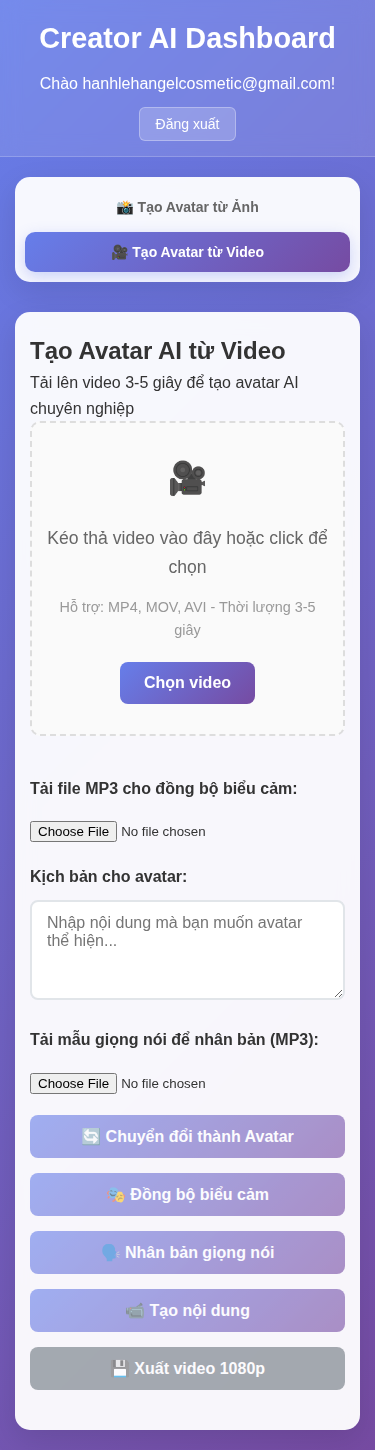 Creator AI Dashboard
Chào hanhlehangelcosmetic@gmail.com!
Đăng xuất
📸 Tạo Avatar từ Ảnh
🎥 Tạo Avatar từ Video
Tạo Avatar AI từ Video
Tải lên video 3-5 giây để tạo avatar AI
chuyên nghiệp
Kéo thả video vào đây hoặc click để
chọn
Hỗ trợ: MP4, MOV, AVI - Thời lượng 3-5
giây
Chọn video
Tải file MP3 cho đồng bộ biểu cảm:
Choose File No file chosen
Kịch bản cho avatar:
Nhập nội dung mà bạn muốn avatar
thể hiện...
Tải mẫu giọng nói để nhân bản (MP3):
Choose File No file chosen
🔄 Chuyển đổi thành Avatar
🎭 Đồng bộ biểu cảm
🗣️ Nhân bản giọng nói
📹 Tạo nội dung
💾 Xuất video 1080p